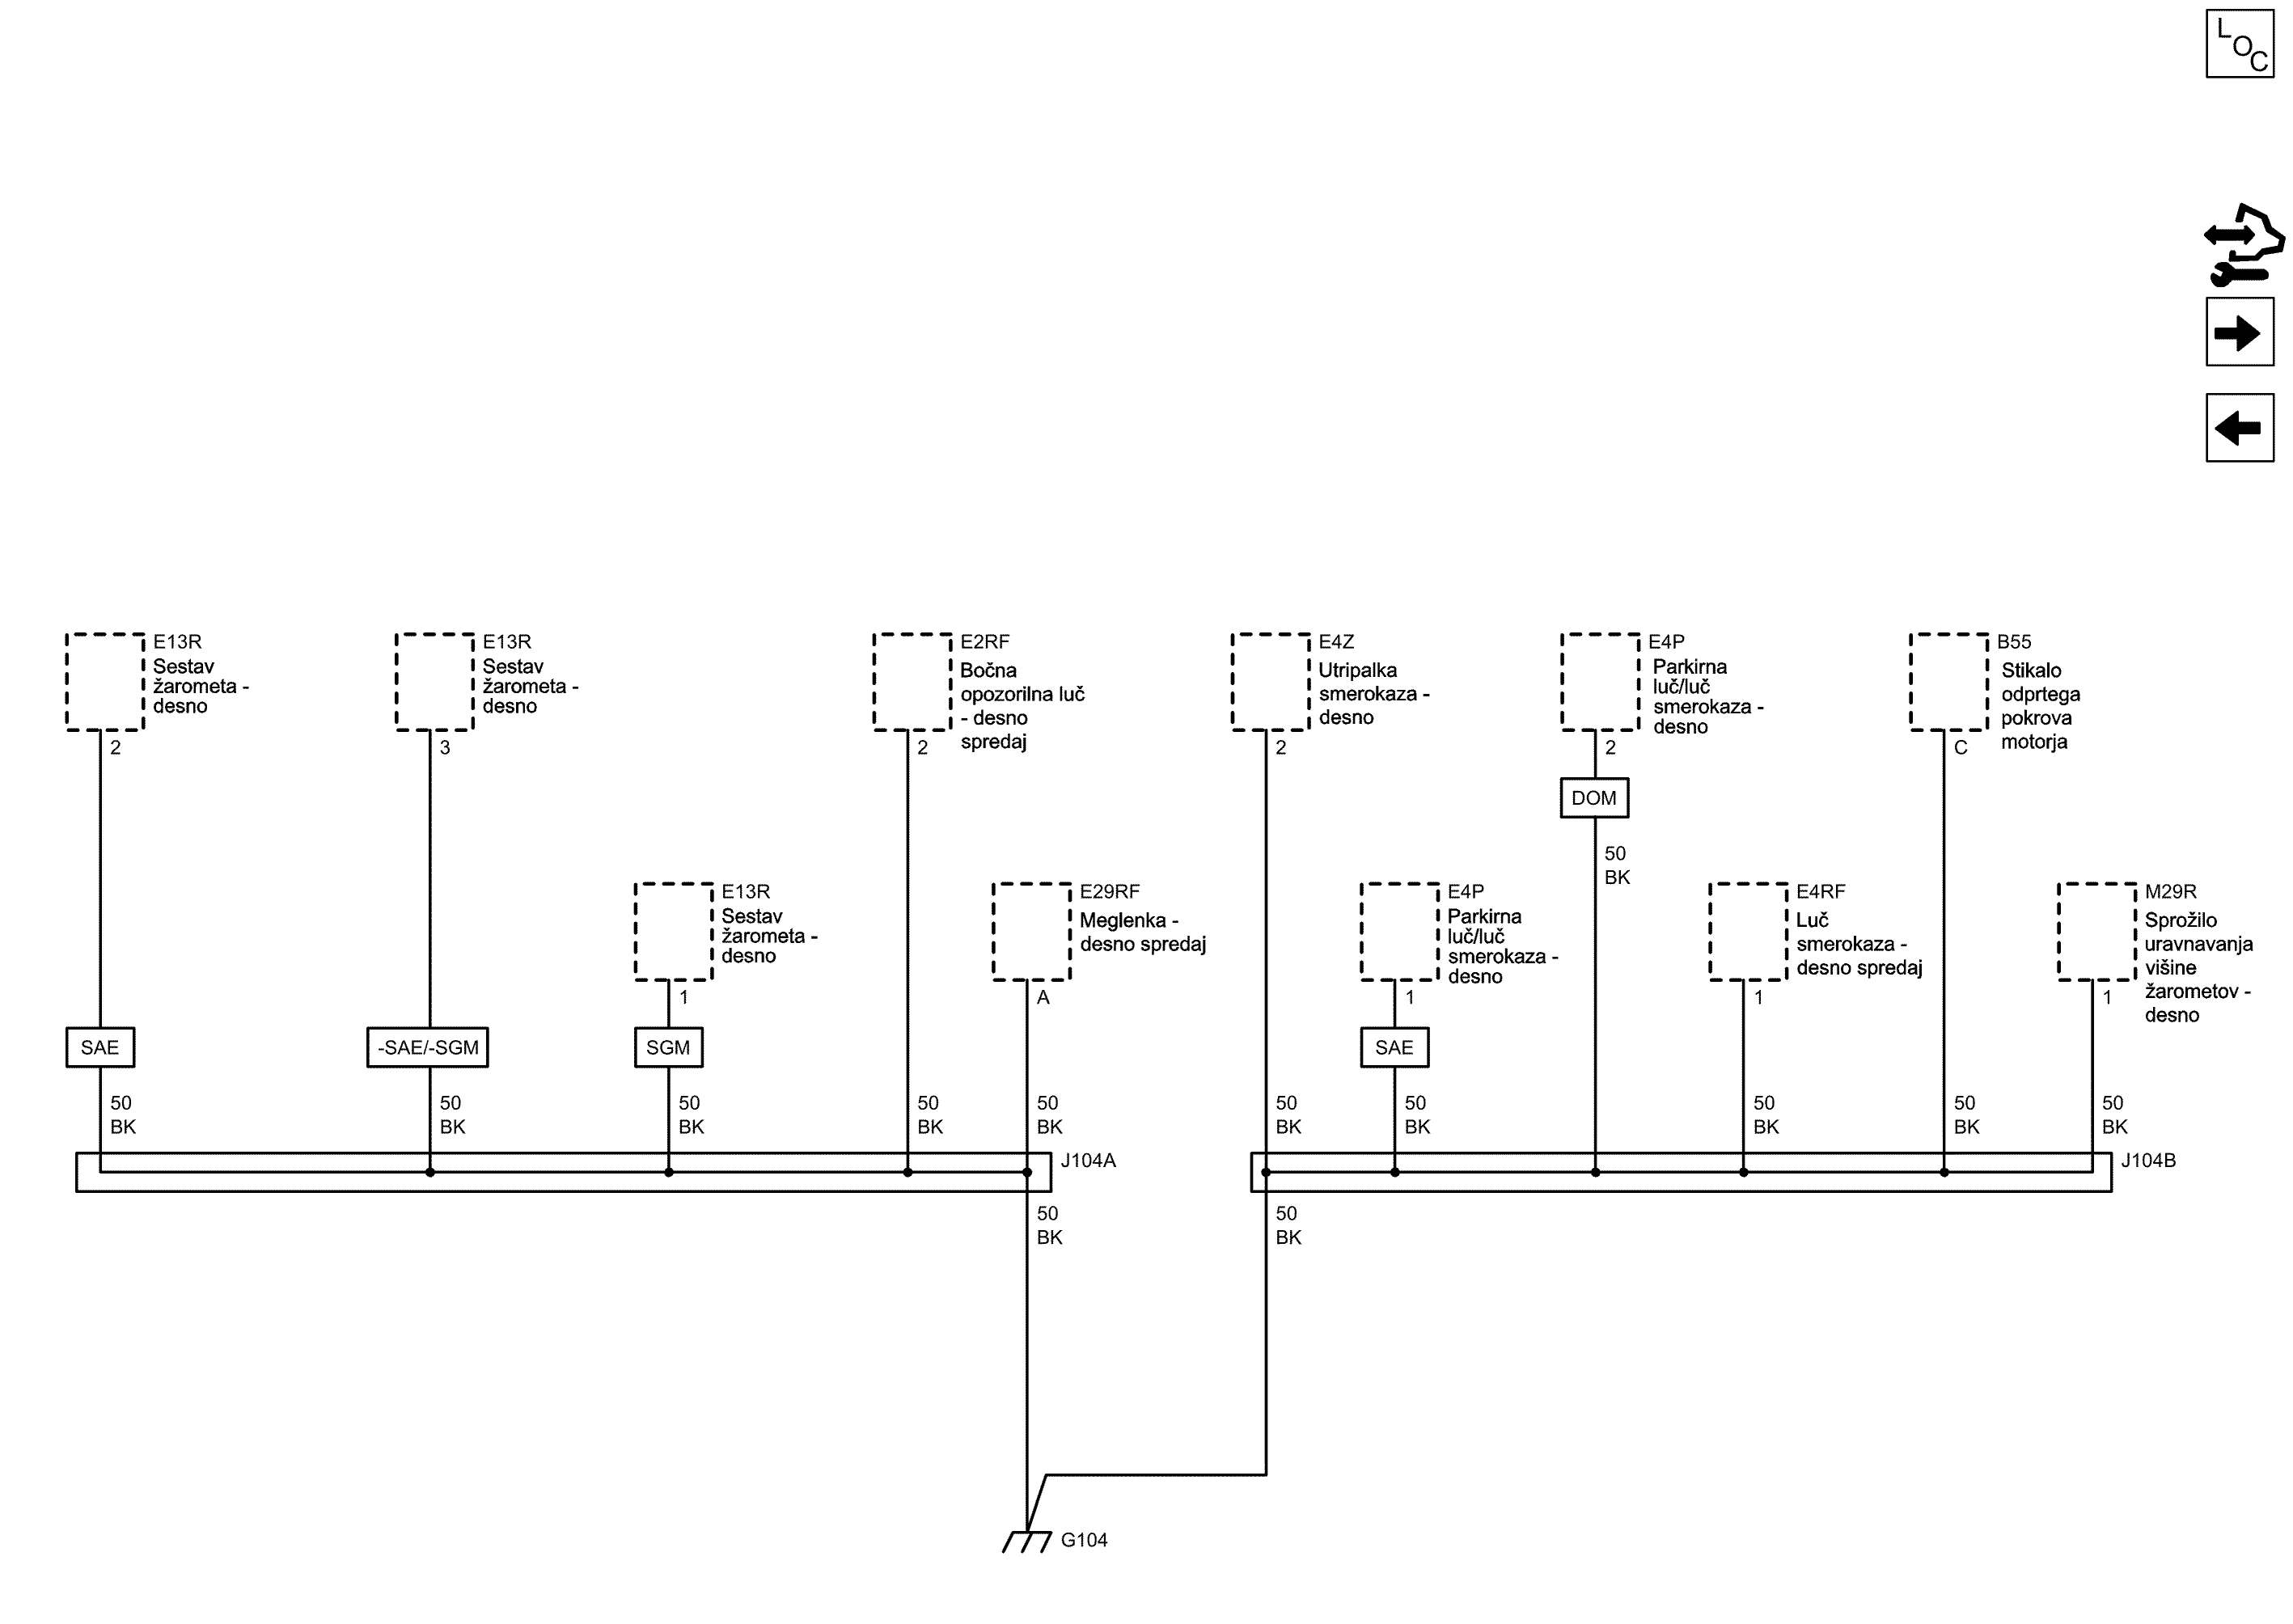 L
O
C
E13R
Sestav
žarometa -
desno
2
SAE
50
BK
E13R
Sestav
žarometa -
desno
3
-SAE/-SGM
50
BK
E13R
Sestav
žarometa -
desno
1
SGM
50
BK
E2RF
Bočna
opozorilna luč
- desno
spredaj
2
50
BK
E29RF
Meglenka -
desno spredaj
A
50
BK
J104A
50
BK
E4Z
Utripalka
smerokaza -
desno
2
50
BK
E4P
Parkirna
luč/luč
smerokaza -
desno
1
SAE
50
BK
E4P
Parkirna
luč/luč
smerokaza -
desno
2
DOM
50
BK
E4RF
Luč
smerokaza -
desno spredaj
1
50
BK
B55
Stikalo
odprtega
pokrova
motorja
C
50
BK
M29R
Sprožilo
uravnavanja
višine
žarometov -
desno
1
50
BK
J104B
50
BK
G104